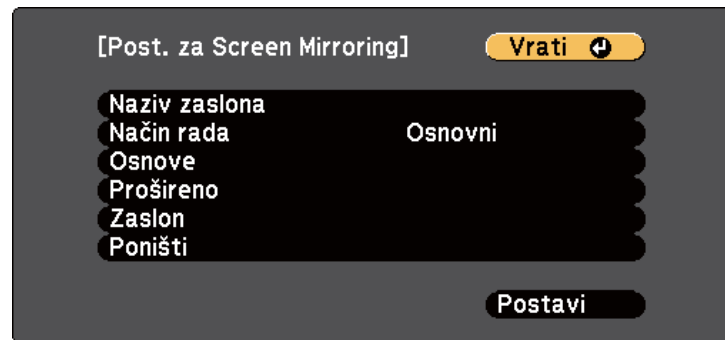 [Post. za Screen Mirroring] Vrati
Naziv zaslona
Način rada Osnovni
Osnove
Prošireno
Zaslon
Poništi
Postavi